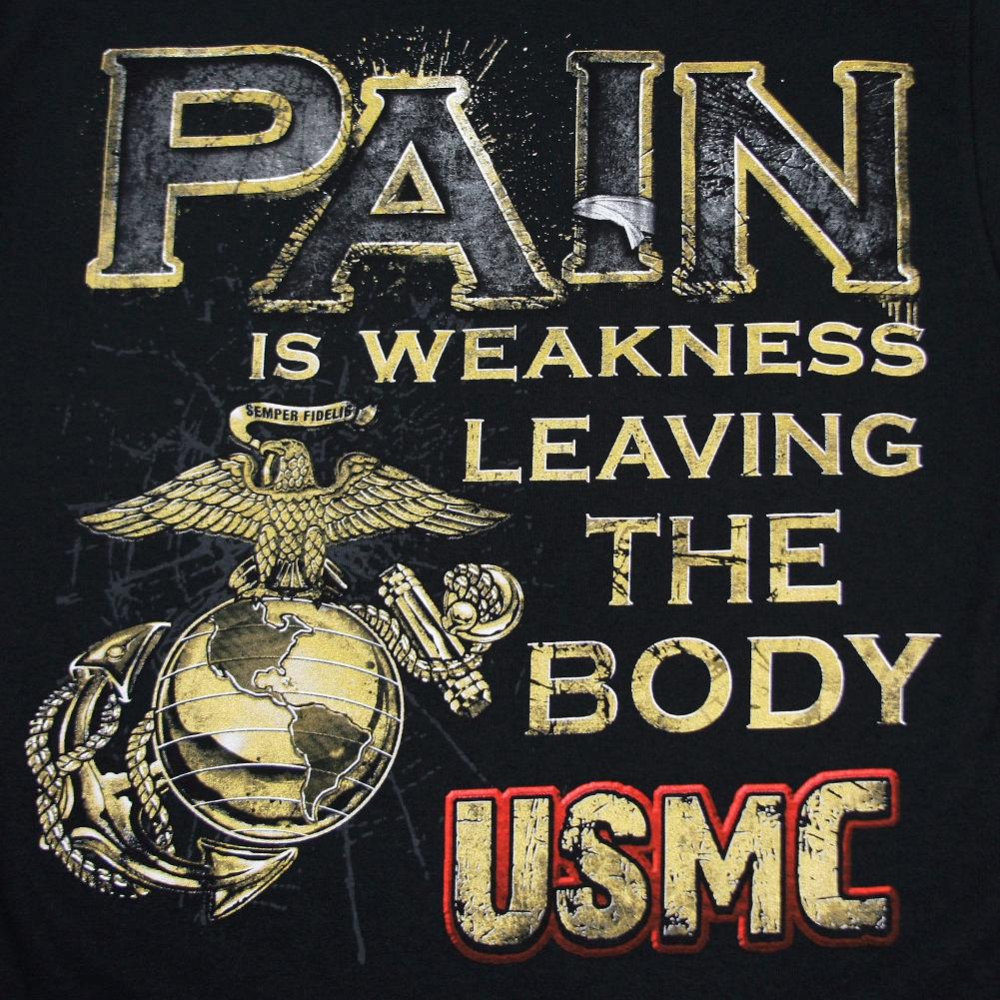 PAIN
IS WEAKNESS
SEMPER FIDELIS
LEAVING
THE
BODY
USMC